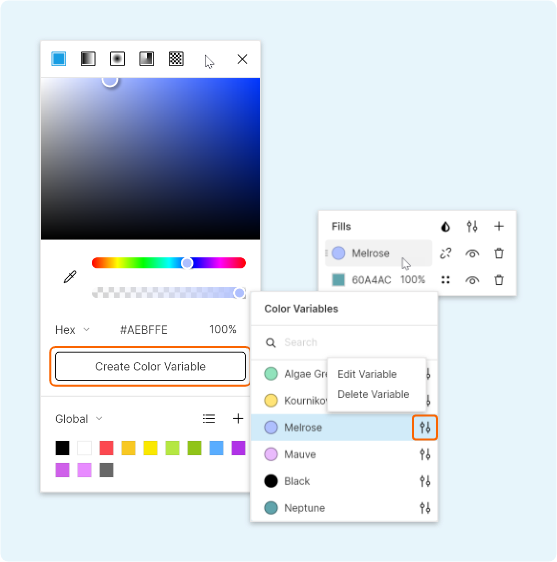 Hex #AEBFFE 100%
Create Color Variable
Global
Fills
Melrose
60A4AC 100%
Color Variables
Search
Algae Gre
Kourniko
Edit Variable
Delete Variable
Melrose
Mauve
Black
Neptune